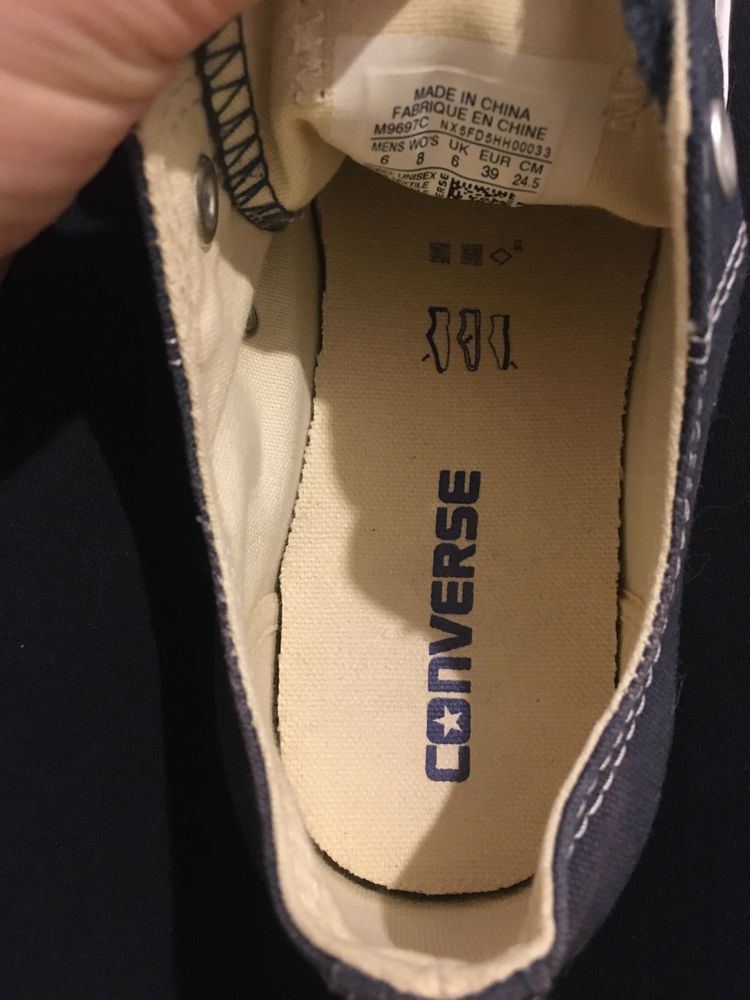 MADE IN CHINA
FABRIQUE EN CHINE
M9697C NX5FD5HH00033
MENS WO'S UK EUR CM
6 8 6 39 24.5
UNISEX
CONVERSE